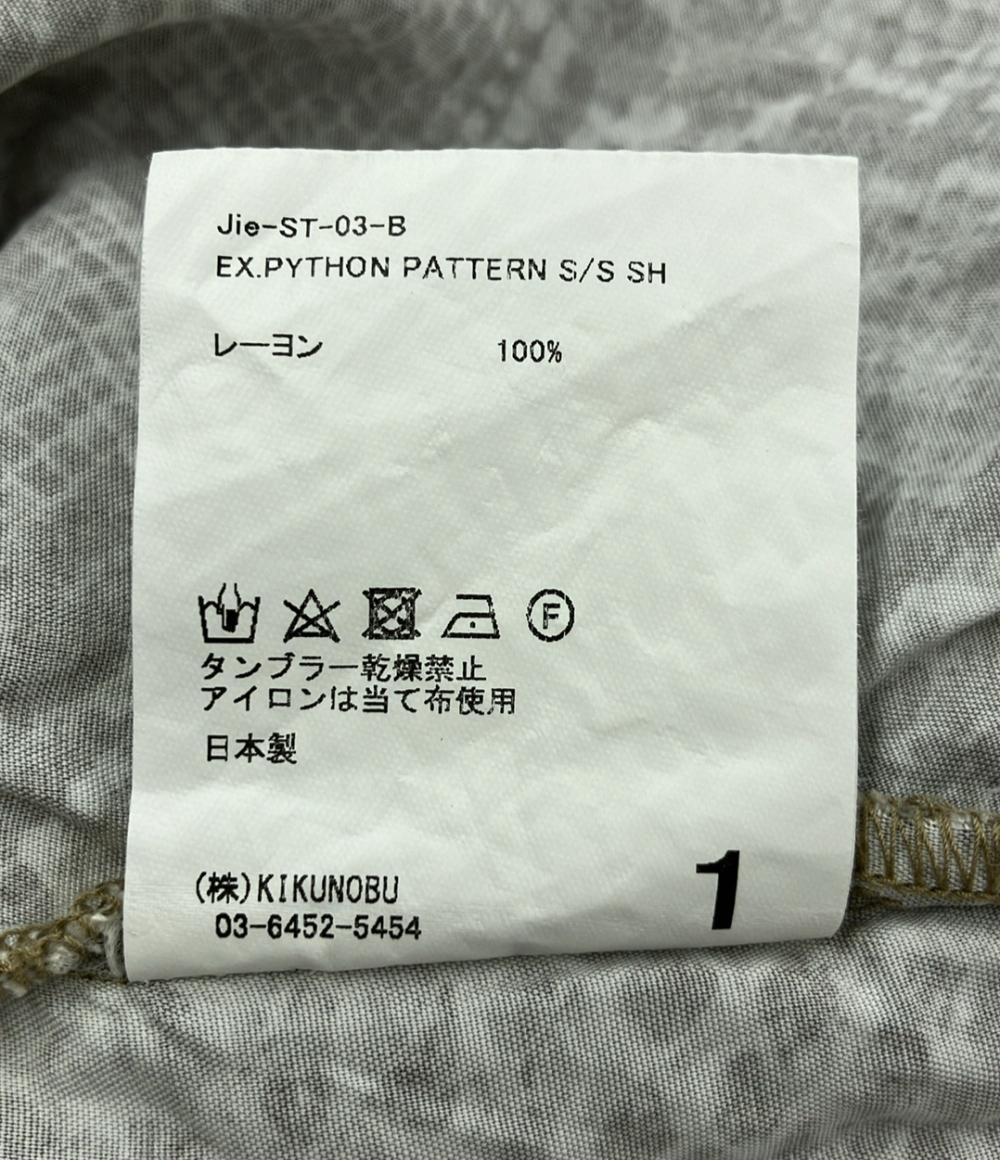 Jie-ST-03-B
EX.PYTHON PATTERN S/S SH
レーヨン 100%
F
タンブラー乾燥禁止
アイロンは当て布使用
日本製
(株)KIKUNOBU
03-6452-5454
1